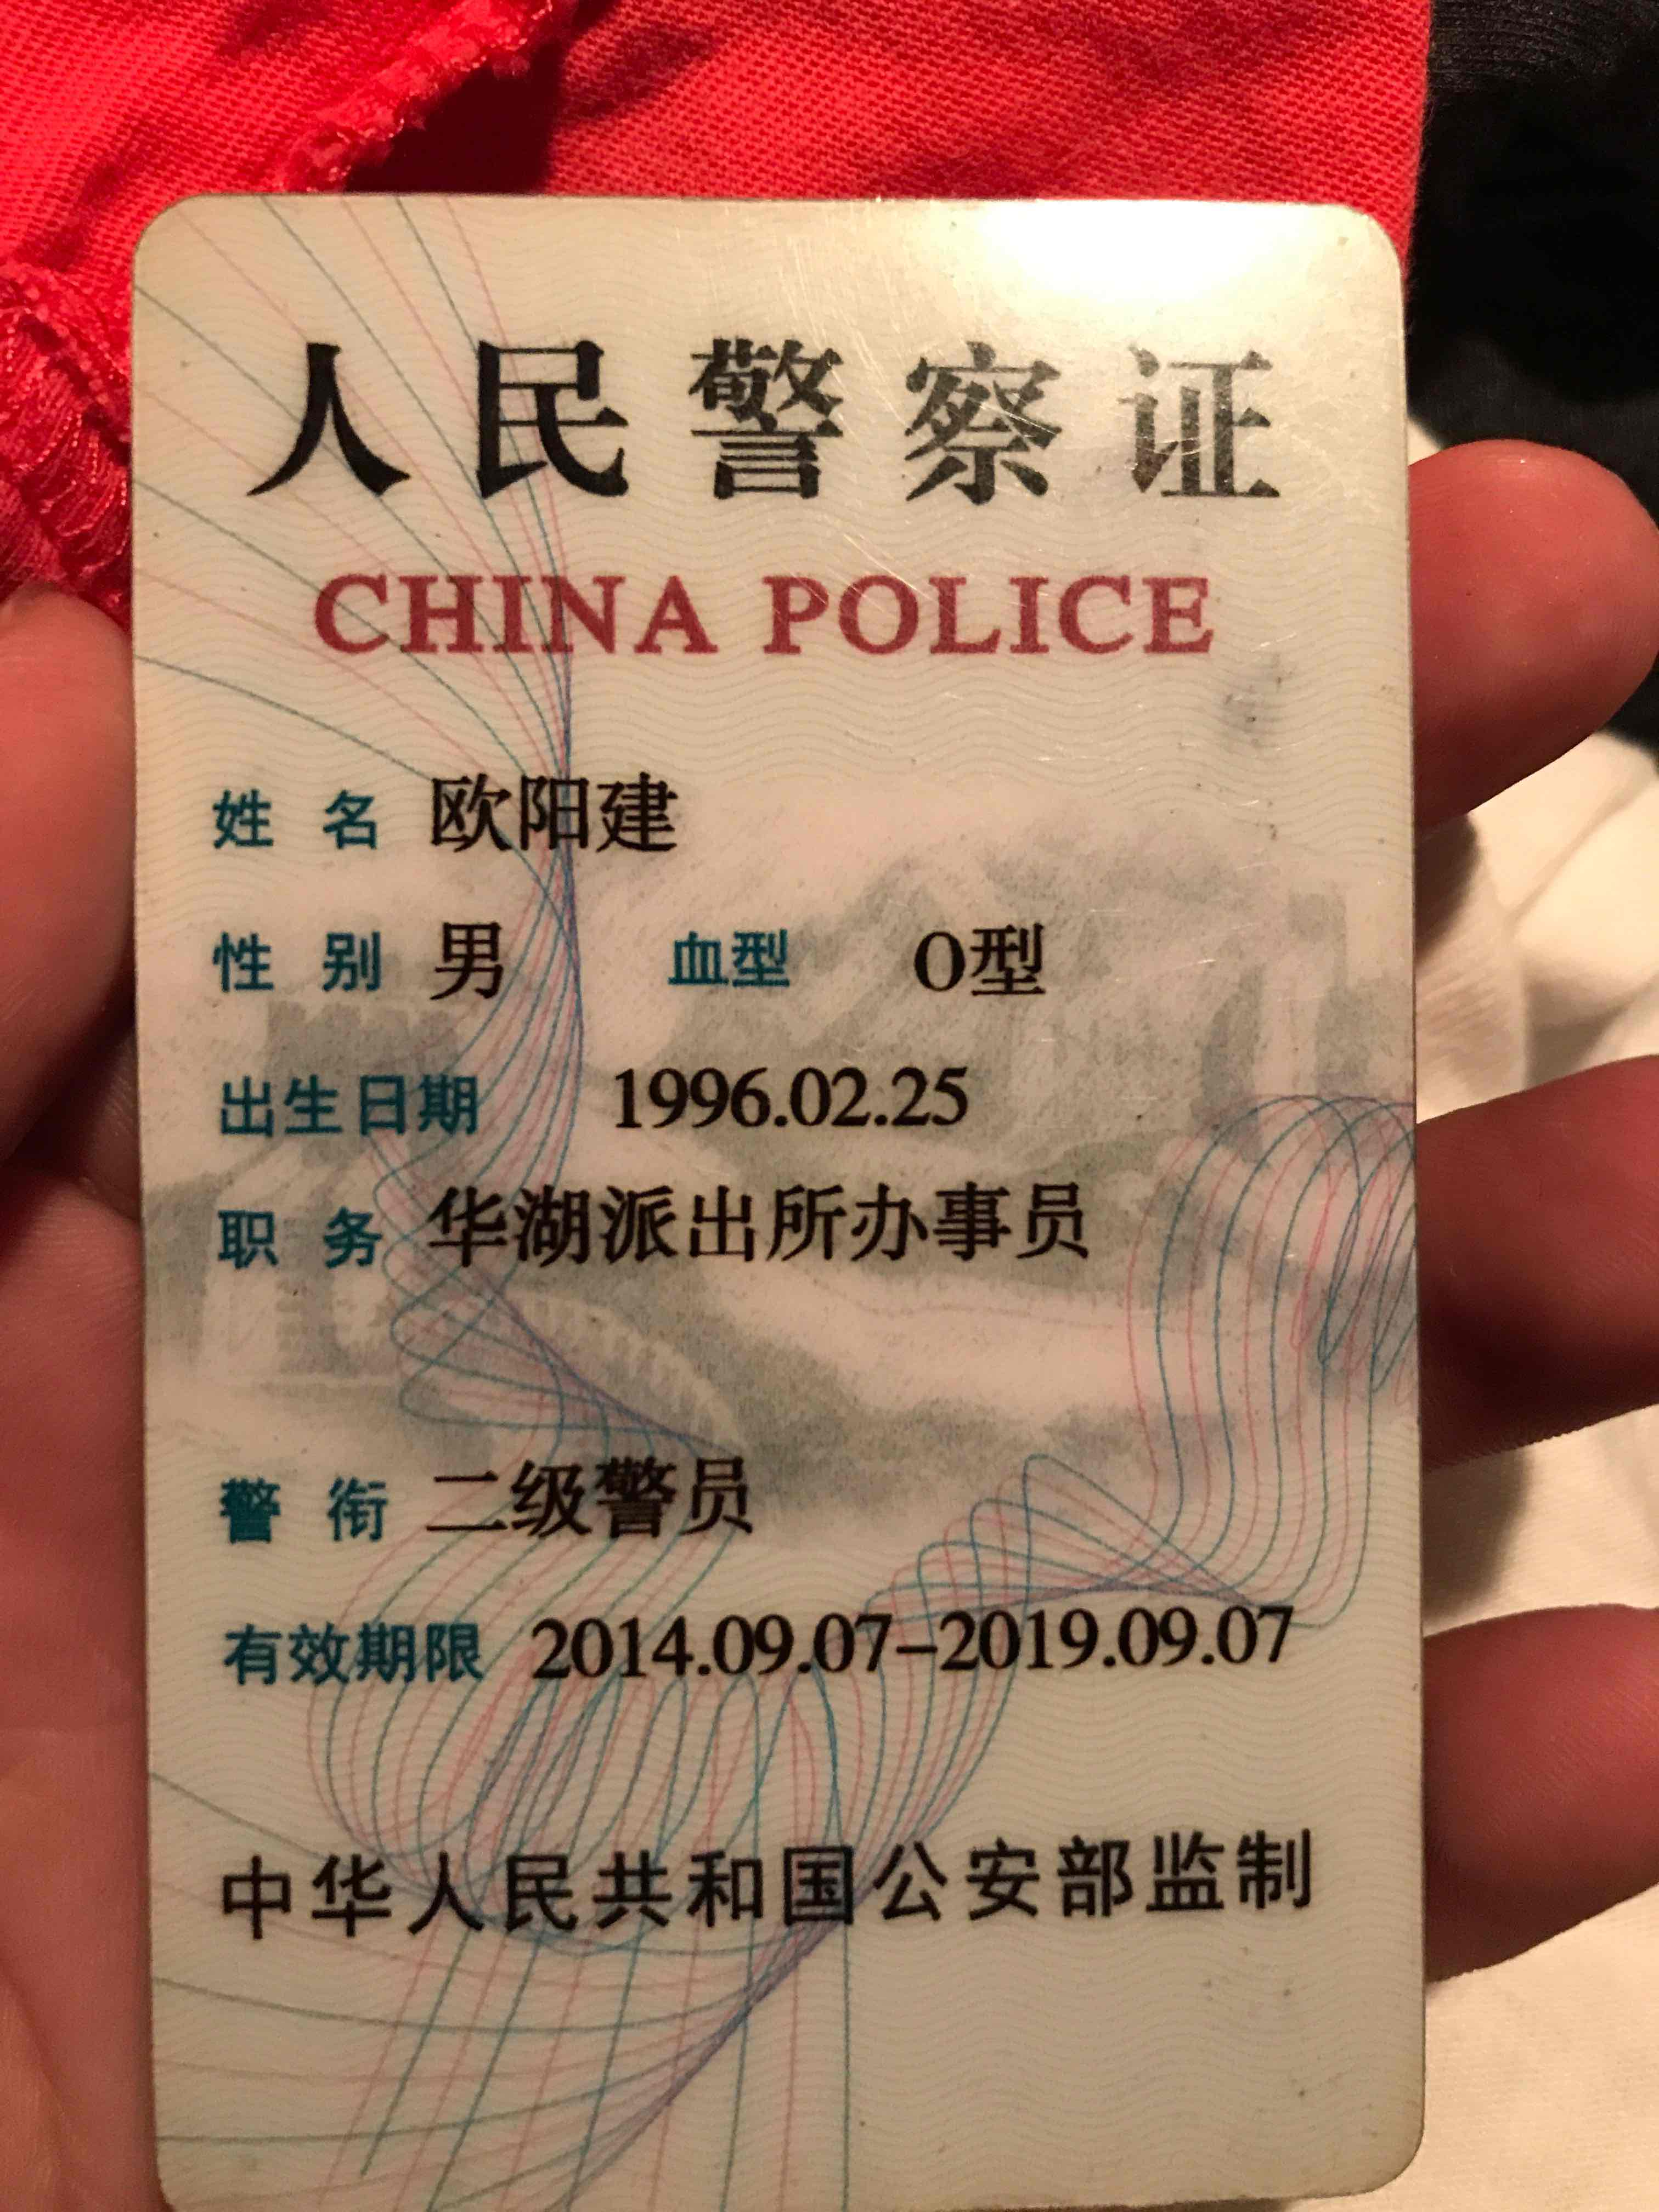 人民警察证
CHINA POLICE
姓 名 欧阳建
性 别 男 血型 O型
出生日期 1996.02.25
职 务 华湖派出所办事员
警 衔 二级警员
有效期限 2014.09.07-2019.09.07
中华人民共和国公安部监制